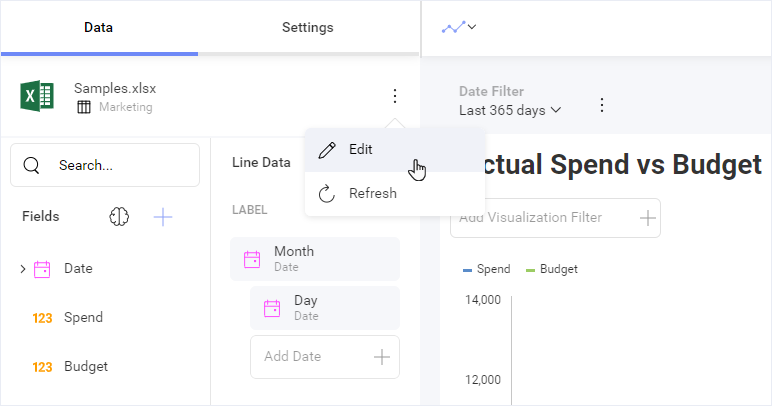 Data
Settings
Samples.xlsx
Marketing
Search...
Fields
Date
123 Spend
123 Budget
Line Data
Edit
Refresh
LABEL
Month
Date
Day
Date
Add Date
Date Filter
Last 365 days
ctual Spend vs Budget
Add Visualization Filter
Spend
Budget
14,000
12,000